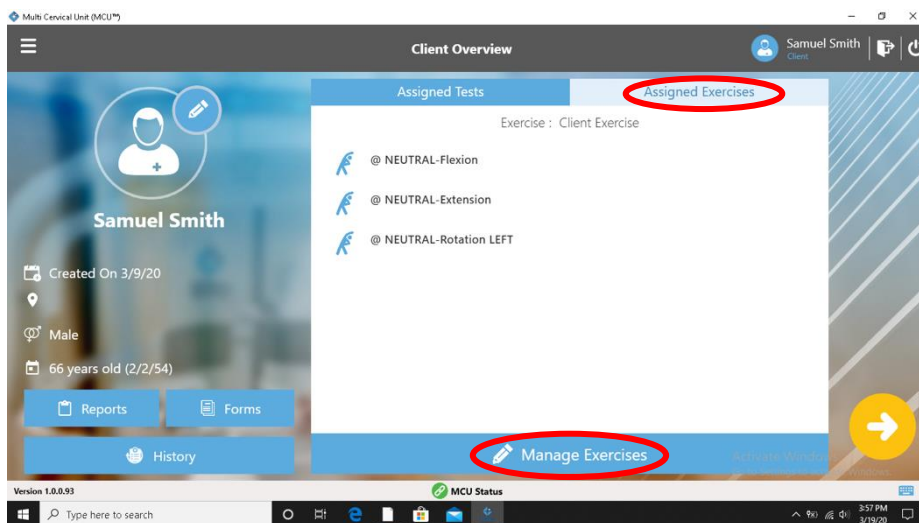 Multi Cervical Unit (MCU™)
Client Overview
Samuel Smith
Client
Assigned Tests
Assigned Exercises
Exercise : Client Exercise
@ NEUTRAL-Flexion
@ NEUTRAL-Extension
@ NEUTRAL-Rotation LEFT
Samuel Smith
Created On 3/9/20
Male
66 years old (2/2/54)
Reports
Forms
History
Manage Exercises
Activate Windows
Version 1.0.0.93
MCU Status
Type here to search
3:57 PM
3/19/20